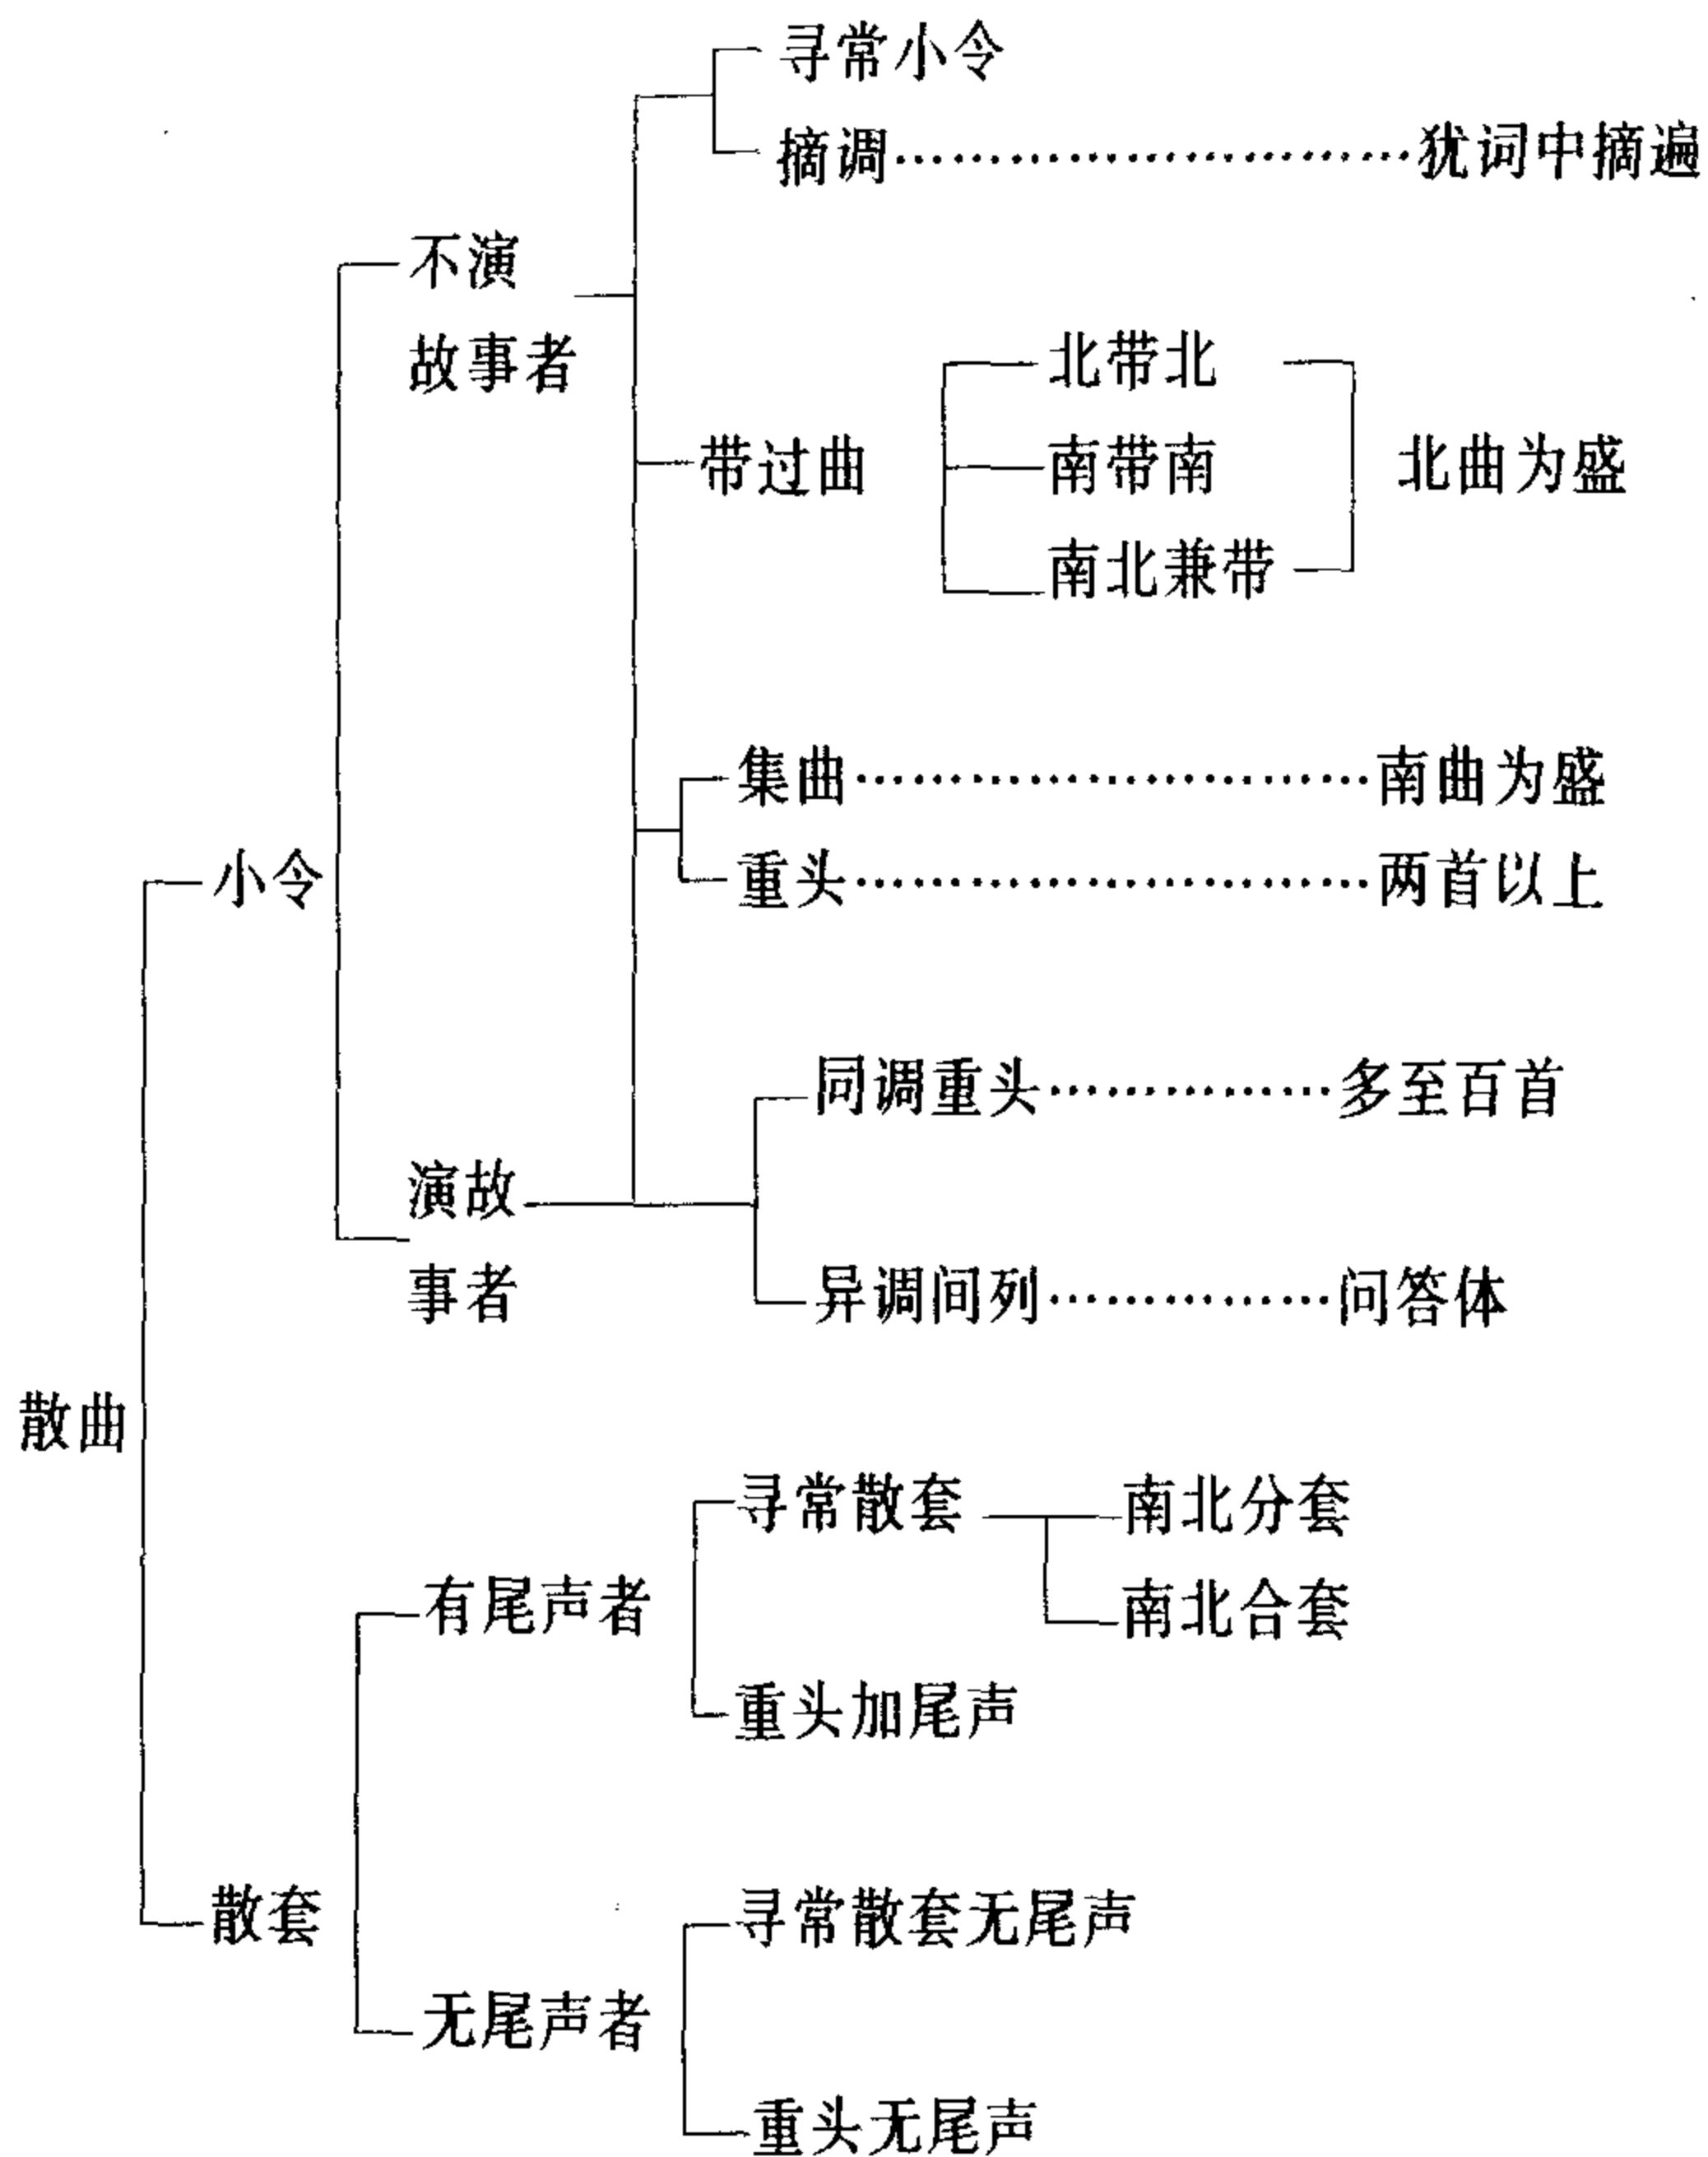 寻常小令
摘调……………………犹词中摘遍
不演
故事者
北带北
带过曲
南带南
北曲为盛
南北兼带
集曲……………………南曲为盛
小令
重头……………………两首以上
同调重头…………多至百首
演故
事者
异调间列…………问答体
散曲
寻常散套
南北分套
有尾声者
南北合套
重头加尾声
散套
寻常散套无尾声
无尾声者
重头无尾声